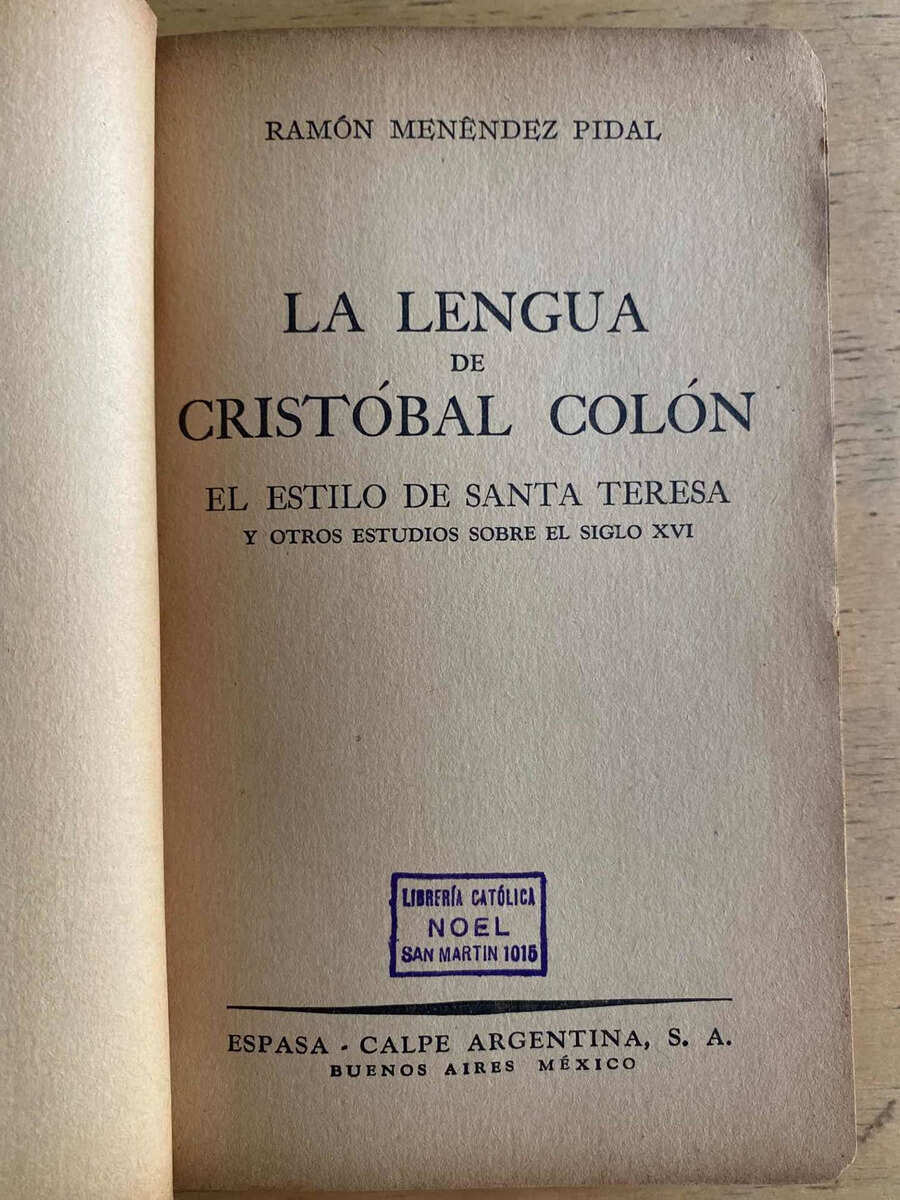 RAMÓN MENÊNDEZ PIDAL
LA LENGUA
DE
CRISTÓBAL COLÓN
EL ESTILO DE SANTA TERESA
Y OTROS ESTUDIOS SOBRE EL SIGLO XVI
LIBRERÍA CATÓLICA
NOEL
SAN MARTIN 1015
ESPASA - CALPE ARGENTINA, S. A.
BUENOS AIRES MÉXICO